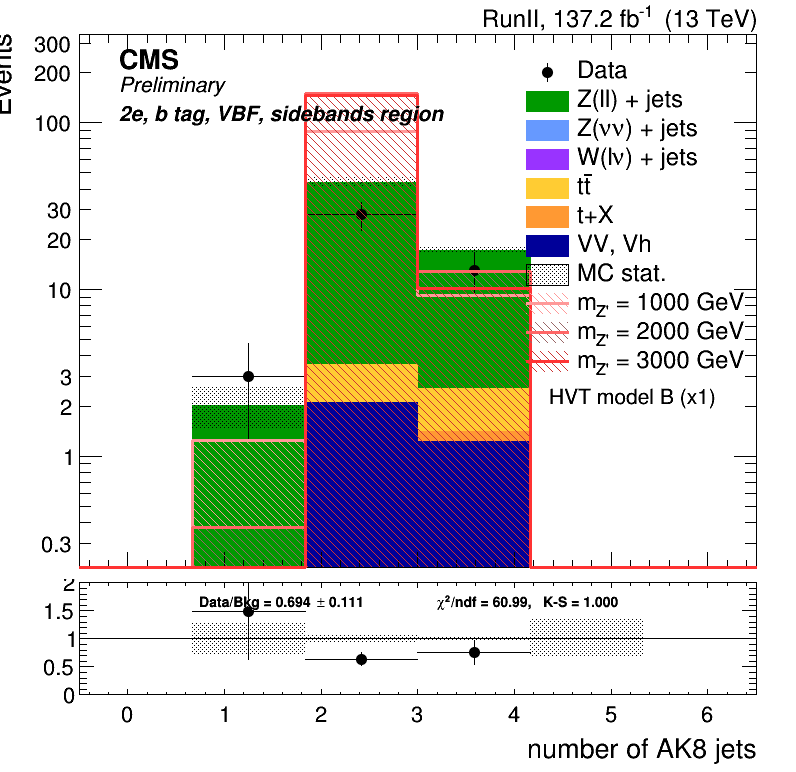 RunII, 137.2 fb⁻¹ (13 TeV)
Events
CMS
Preliminary
2e, b tag, VBF, sidebands region
Data
Z(ll) + jets
Z(νν) + jets
W(lν) + jets
tt̄
t+X
VV, Vh
MC stat.
m_Z' = 1000 GeV
m_Z' = 2000 GeV
m_Z' = 3000 GeV
HVT model B (x1)
300
200
100
30
20
10
3
2
1
0.3
Data/Bkg = 0.694 ± 0.111
χ²/ndf = 60.99, K-S = 1.000
2
1.5
1
0.5
0
0 1 2 3 4 5 6
number of AK8 jets